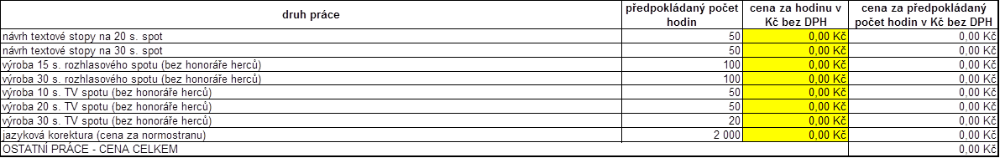 druh práce předpokládaný počet hodin cena za hodinu v Kč bez DPH cena za předpokládaný počet hodin v Kč bez DPH
návrh textové stopy na 20 s. spot 50 0,00 Kč 0,00 Kč
návrh textové stopy na 30 s. spot 50 0,00 Kč 0,00 Kč
výroba 15 s. rozhlasového spotu (bez honoráře herců) 100 0,00 Kč 0,00 Kč
výroba 30 s. rozhlasového spotu (bez honoráře herců) 100 0,00 Kč 0,00 Kč
výroba 10 s. TV spotu (bez honoráře herců) 50 0,00 Kč 0,00 Kč
výroba 20 s. TV spotu (bez honoráře herců) 50 0,00 Kč 0,00 Kč
výroba 30 s. TV spotu (bez honoráře herců) 20 0,00 Kč 0,00 Kč
jazyková korektura (cena za normostranu) 2 000 0,00 Kč 0,00 Kč
OSTATNÍ PRÁCE - CENA CELKEM 0,00 Kč